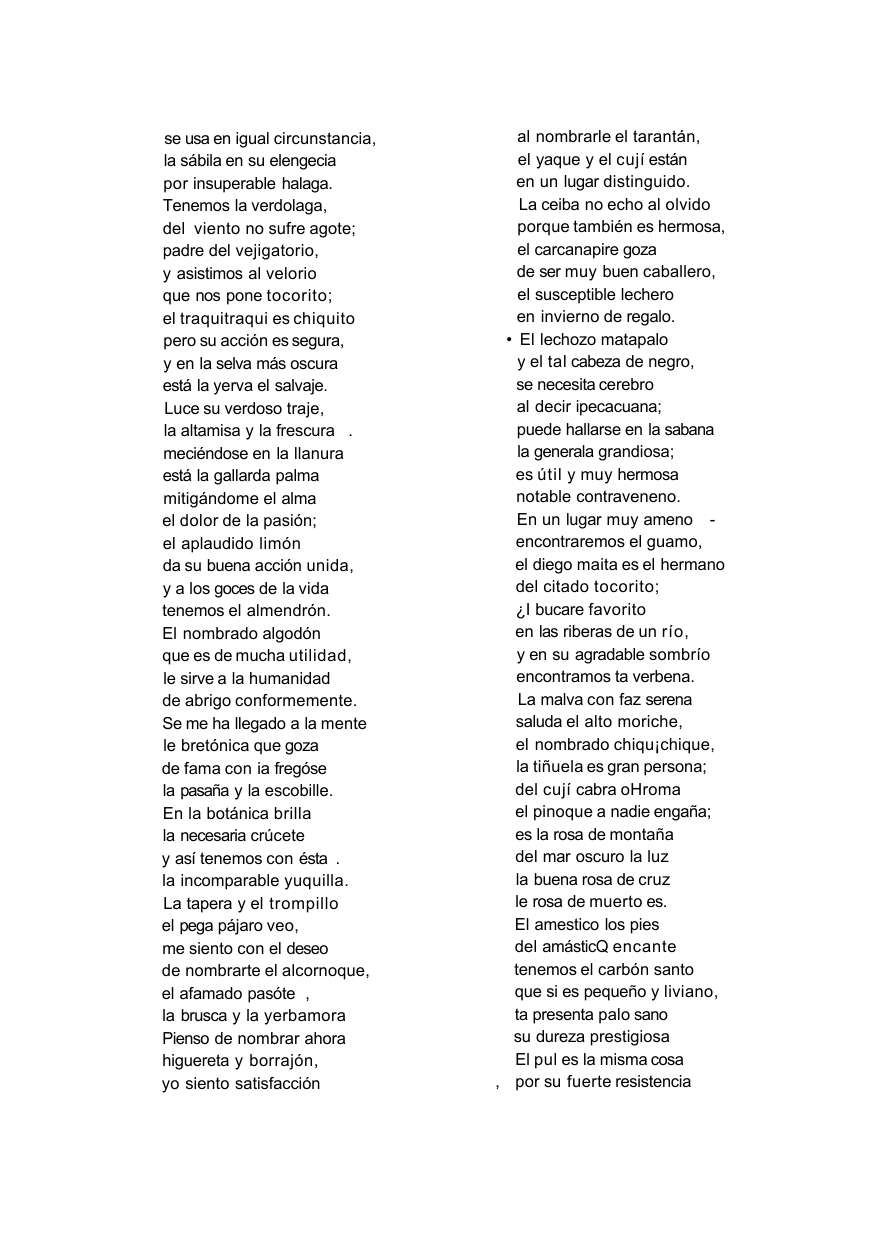 se usa en igual circunstancia,
la sábila en su elengecia
por insuperable halaga.
Tenemos la verdolaga,
del viento no sufre agote;
padre del vejigatorio,
y asistimos al velorio
que nos pone tocorito;
el traquitraqui es chiquito
pero su acción es segura,
y en la selva más oscura
está la yerva el salvaje.
Luce su verdoso traje,
la altamisa y la frescura .
meciéndose en la llanura
está la gallarda palma
mitigándome el alma
el dolor de la pasión;
el aplaudido limón
da su buena acción unida,
y a los goces de la vida
tenemos el almendrón.
El nombrado algodón
que es de mucha utilidad,
le sirve a la humanidad
de abrigo conformemente.
Se me ha llegado a la mente
le bretónica que goza
de fama con ia fregóse
la pasaña y la escobille.
En la botánica brilla
la necesaria crúcete
y así tenemos con ésta .
la incomparable yuquilla.
La tapera y el trompillo
el pega pájaro veo,
me siento con el deseo
de nombrarte el alcornoque,
el afamado pasóte ,
la brusca y la yerbamora
Pienso de nombrar ahora
higuereta y borrajón,
yo siento satisfacción
al nombrarle el tarantán,
el yaque y el cují están
en un lugar distinguido.
La ceiba no echo al olvido
porque también es hermosa,
el carcanapire goza
de ser muy buen caballero,
el susceptible lechero
en invierno de regalo.
• El lechozo matapalo
y el tal cabeza de negro,
se necesita cerebro
al decir ipecacuana;
puede hallarse en la sabana
la generala grandiosa;
es útil y muy hermosa
notable contraveneno.
En un lugar muy ameno -
encontraremos el guamo,
el diego maita es el hermano
del citado tocorito;
¿I bucare favorito
en las riberas de un río,
y en su agradable sombrío
encontramos ta verbena.
La malva con faz serena
saluda el alto moriche,
el nombrado chiqu¡chique,
la tiñuela es gran persona;
del cují cabra oHroma
el pinoque a nadie engaña;
es la rosa de montaña
del mar oscuro la luz
la buena rosa de cruz
le rosa de muerto es.
El amestico los pies
del amásticQ encante
tenemos el carbón santo
que si es pequeño y liviano,
ta presenta palo sano
su dureza prestigiosa
El pul es la misma cosa
, por su fuerte resistencia